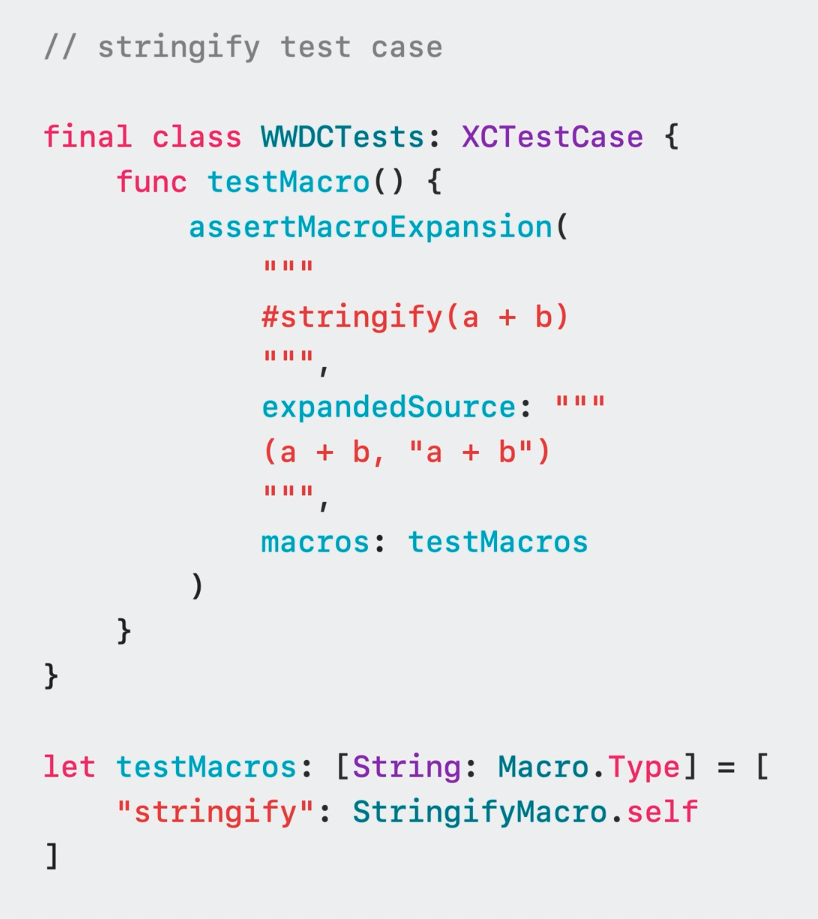 // stringify test case
final class WWDCTests: XCTestCase {
    func testMacro() {
        assertMacroExpansion(
            """
            #stringify(a + b)
            """,
            expandedSource: """
            (a + b, "a + b")
            """,
            macros: testMacros
        )
    }
}
let testMacros: [String: Macro.Type] = [
    "stringify": StringifyMacro.self
]